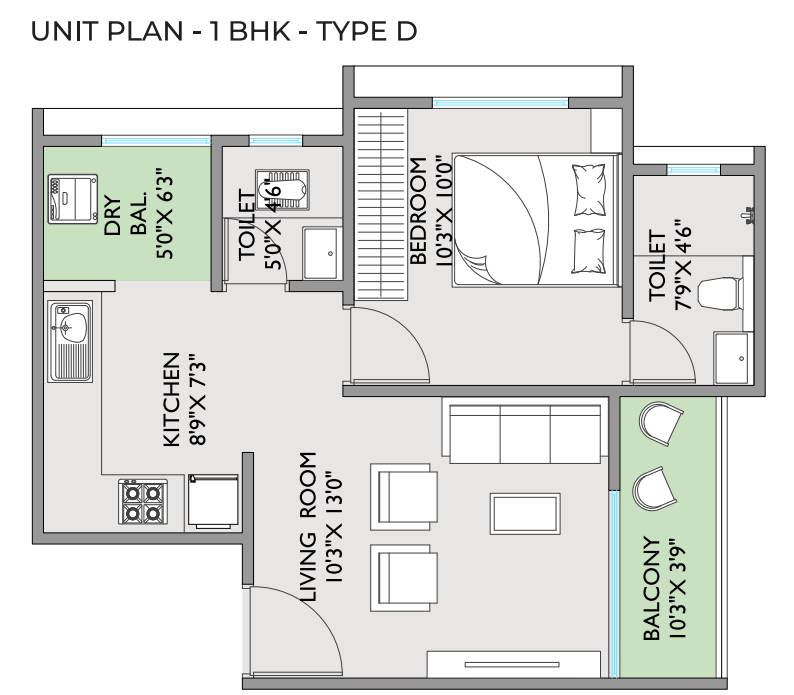 UNIT PLAN - 1 BHK - TYPE D
DRY
BAL.
5'0"X 6'3"
TOILET
5'0"X 4'6"
BEDROOM
10'3"X 10'0"
TOILET
7'9"X 4'6"
KITCHEN
8'9"X 7'3"
LIVING ROOM
10'3"X 13'0"
BALCONY
10'3"X 3'9"